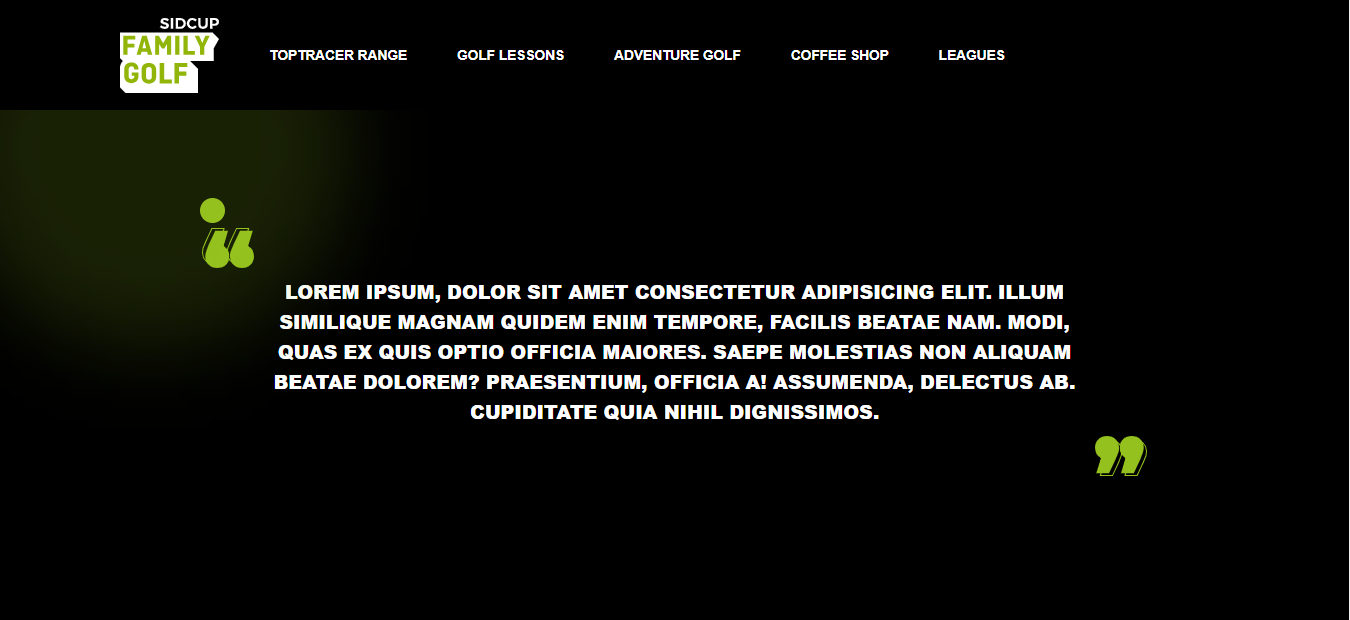 SIDCUP
FAMILY
GOLF
TOPTRACER RANGE GOLF LESSONS ADVENTURE GOLF COFFEE SHOP LEAGUES
“
LOREM IPSUM, DOLOR SIT AMET CONSECTETUR ADIPISICING ELIT. ILLUM
SIMILIQUE MAGNAM QUIDEM ENIM TEMPORE, FACILIS BEATAE NAM. MODI,
QUAS EX QUIS OPTIO OFFICIA MAIORES. SAEPE MOLESTIAS NON ALIQUAM
BEATAE DOLOREM? PRAESENTIUM, OFFICIA A! ASSUMENDA, DELECTUS AB.
CUPIDITATE QUIA NIHIL DIGNISSIMOS.
”